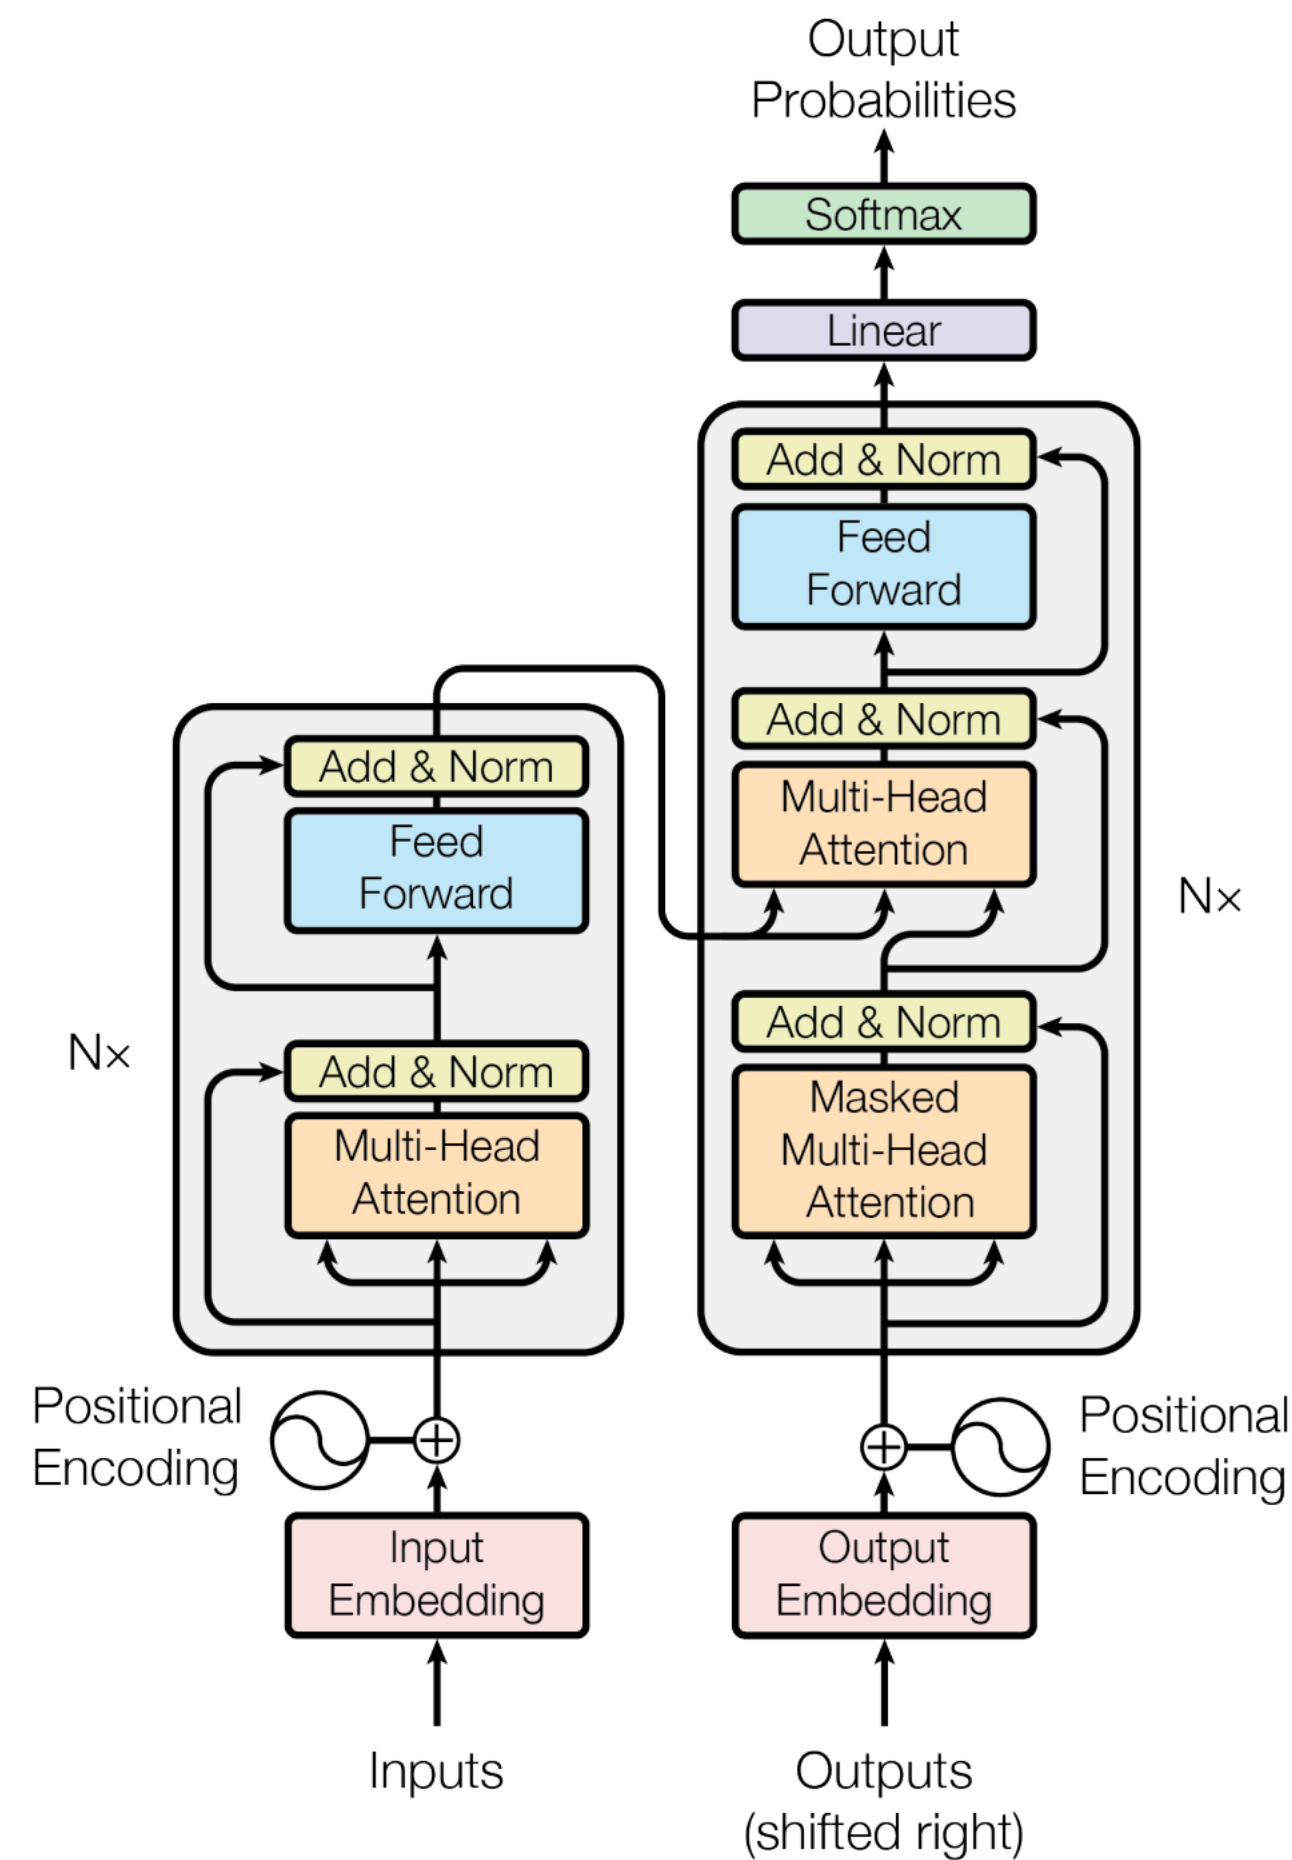 Output
Probabilities
Softmax
Linear
Add & Norm
Feed
Forward
Add & Norm
Multi-Head
Attention
Nx
Add & Norm
Masked
Multi-Head
Attention
Add & Norm
Feed
Forward
Nx
Add & Norm
Multi-Head
Attention
Positional
Encoding
Positional
Encoding
Input
Embedding
Output
Embedding
Inputs
Outputs
(shifted right)